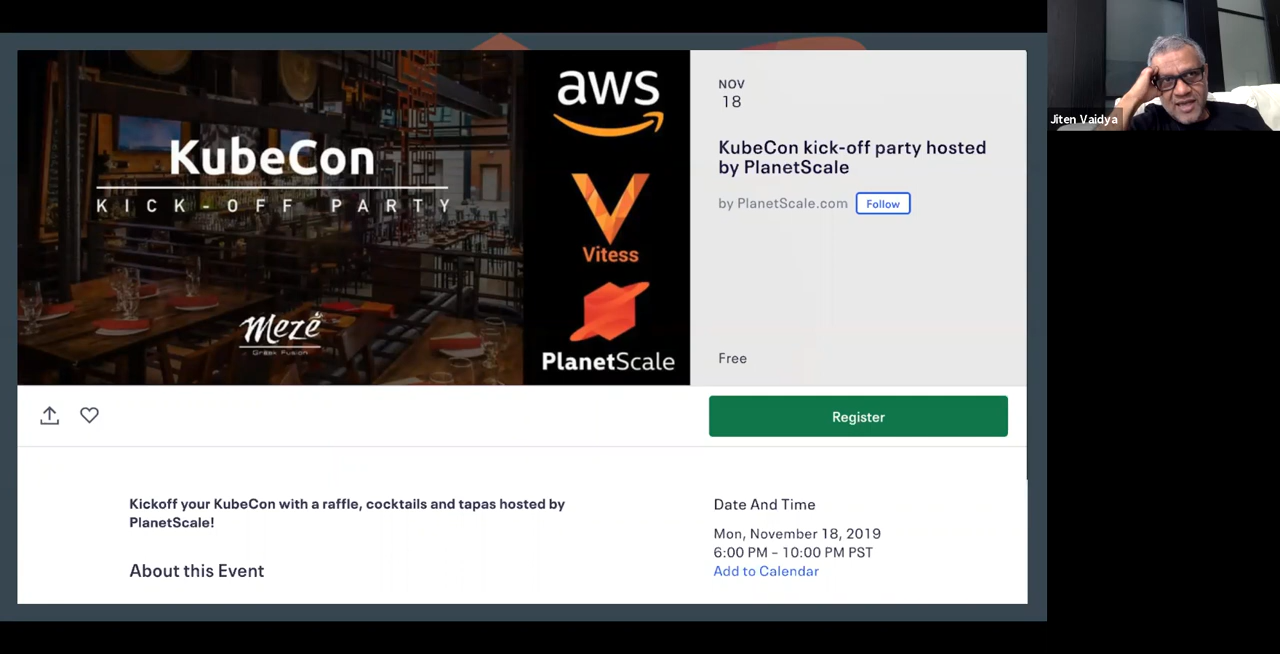 KubeCon
KICK-OFF PARTY
Mezé
Greek Fusion
aws
Vitess
PlanetScale
NOV
18
KubeCon kick-off party hosted
by PlanetScale
by PlanetScale.com Follow
Free
Register
Kickoff your KubeCon with a raffle, cocktails and tapas hosted by
PlanetScale!
About this Event
Date And Time
Mon, November 18, 2019
6:00 PM – 10:00 PM PST
Add to Calendar
Jiten Vaidya